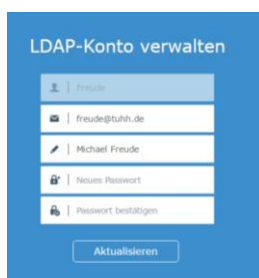 LDAP-Konto verwalten
Freude
freude@tuhh.de
Michael Freude
Neues Passwort
Passwort bestätigen
Aktualisieren